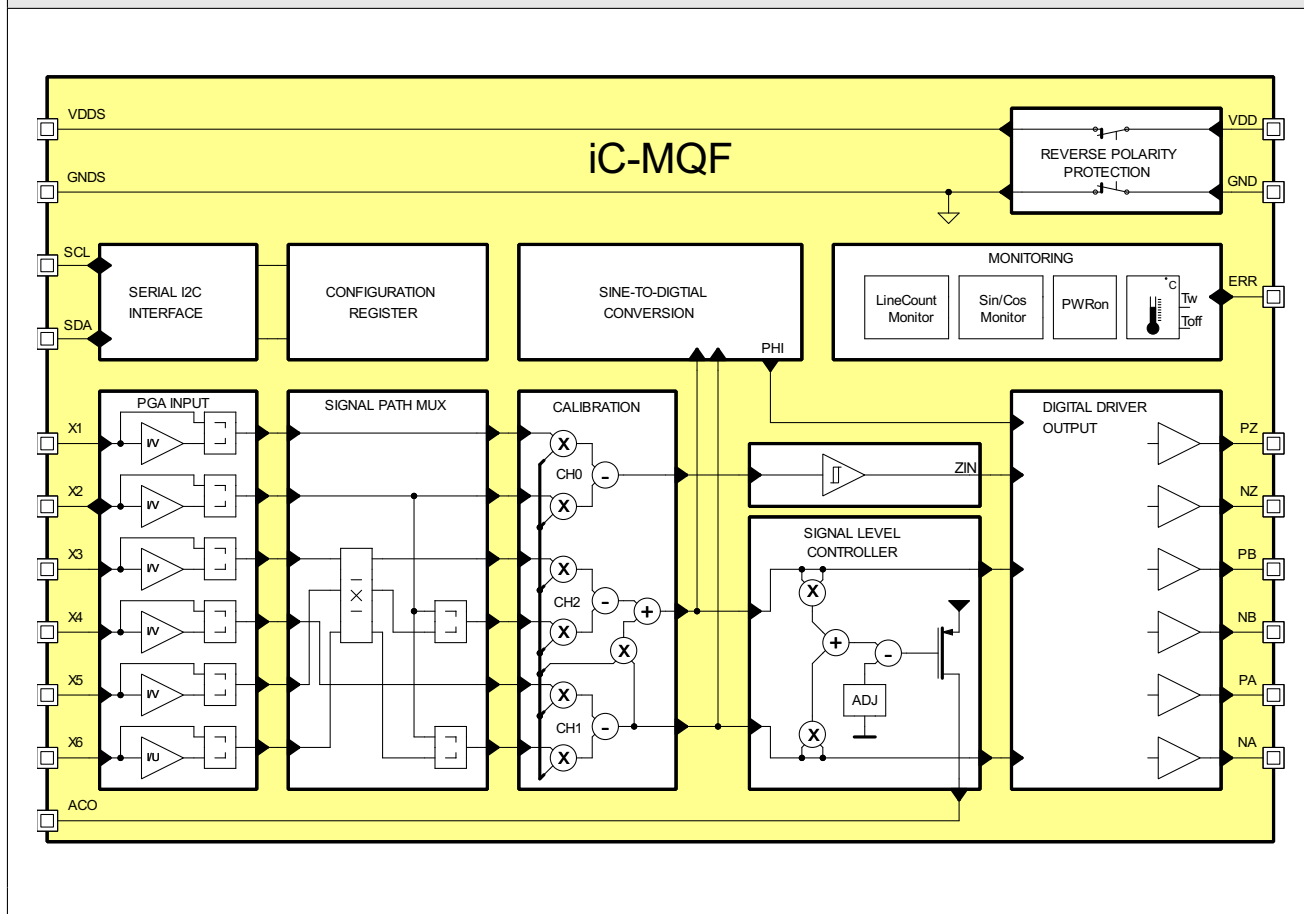 iC-MQF
VDDS
GNDS
SCL
SDA
X1
X2
X3
X4
X5
X6
ACO
VDD
GND
ERR
PZ
NZ
PB
NB
PA
NA
REVERSE POLARITY
PROTECTION
SERIAL I2C
INTERFACE
CONFIGURATION
REGISTER
SINE-TO-DIGTIAL
CONVERSION
PHI
MONITORING
LineCount
Monitor
Sin/Cos
Monitor
PWRon
°C
Tw
Toff
PGA INPUT
I/V
I/V
I/V
I/V
I/V
I/U
SIGNAL PATH MUX
X
CALIBRATION
X
X
CH0
-
X
X
CH2
-
+
X
X
X
CH1
-
ZIN
SIGNAL LEVEL
CONTROLLER
X
+
-
ADJ
X
DIGITAL DRIVER
OUTPUT